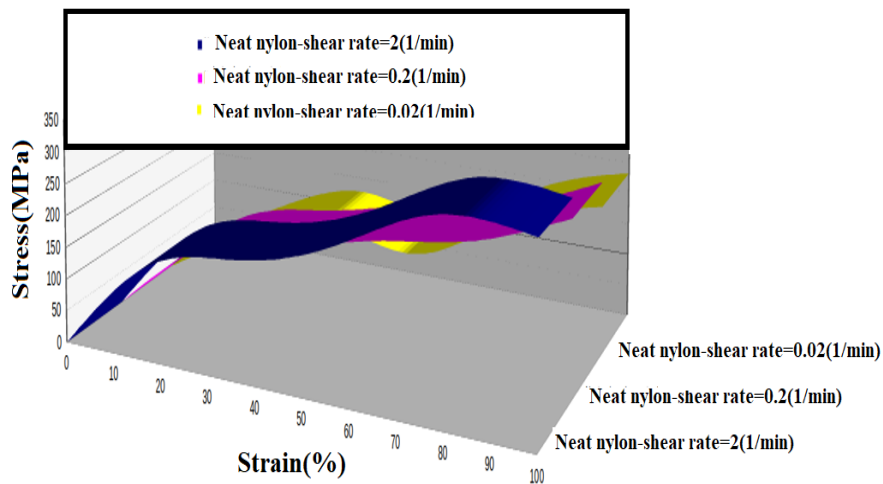 Neat nylon-shear rate=2(1/min)
Neat nylon-shear rate=0.2(1/min)
Neat nylon-shear rate=0.02(1/min)
Stress(MPa)
350
300
250
200
150
100
50
0
0
10
20
30
40
50
60
70
80
90
100
Strain(%)
Neat nylon-shear rate=0.02(1/min)
Neat nylon-shear rate=0.2(1/min)
Neat nylon-shear rate=2(1/min)